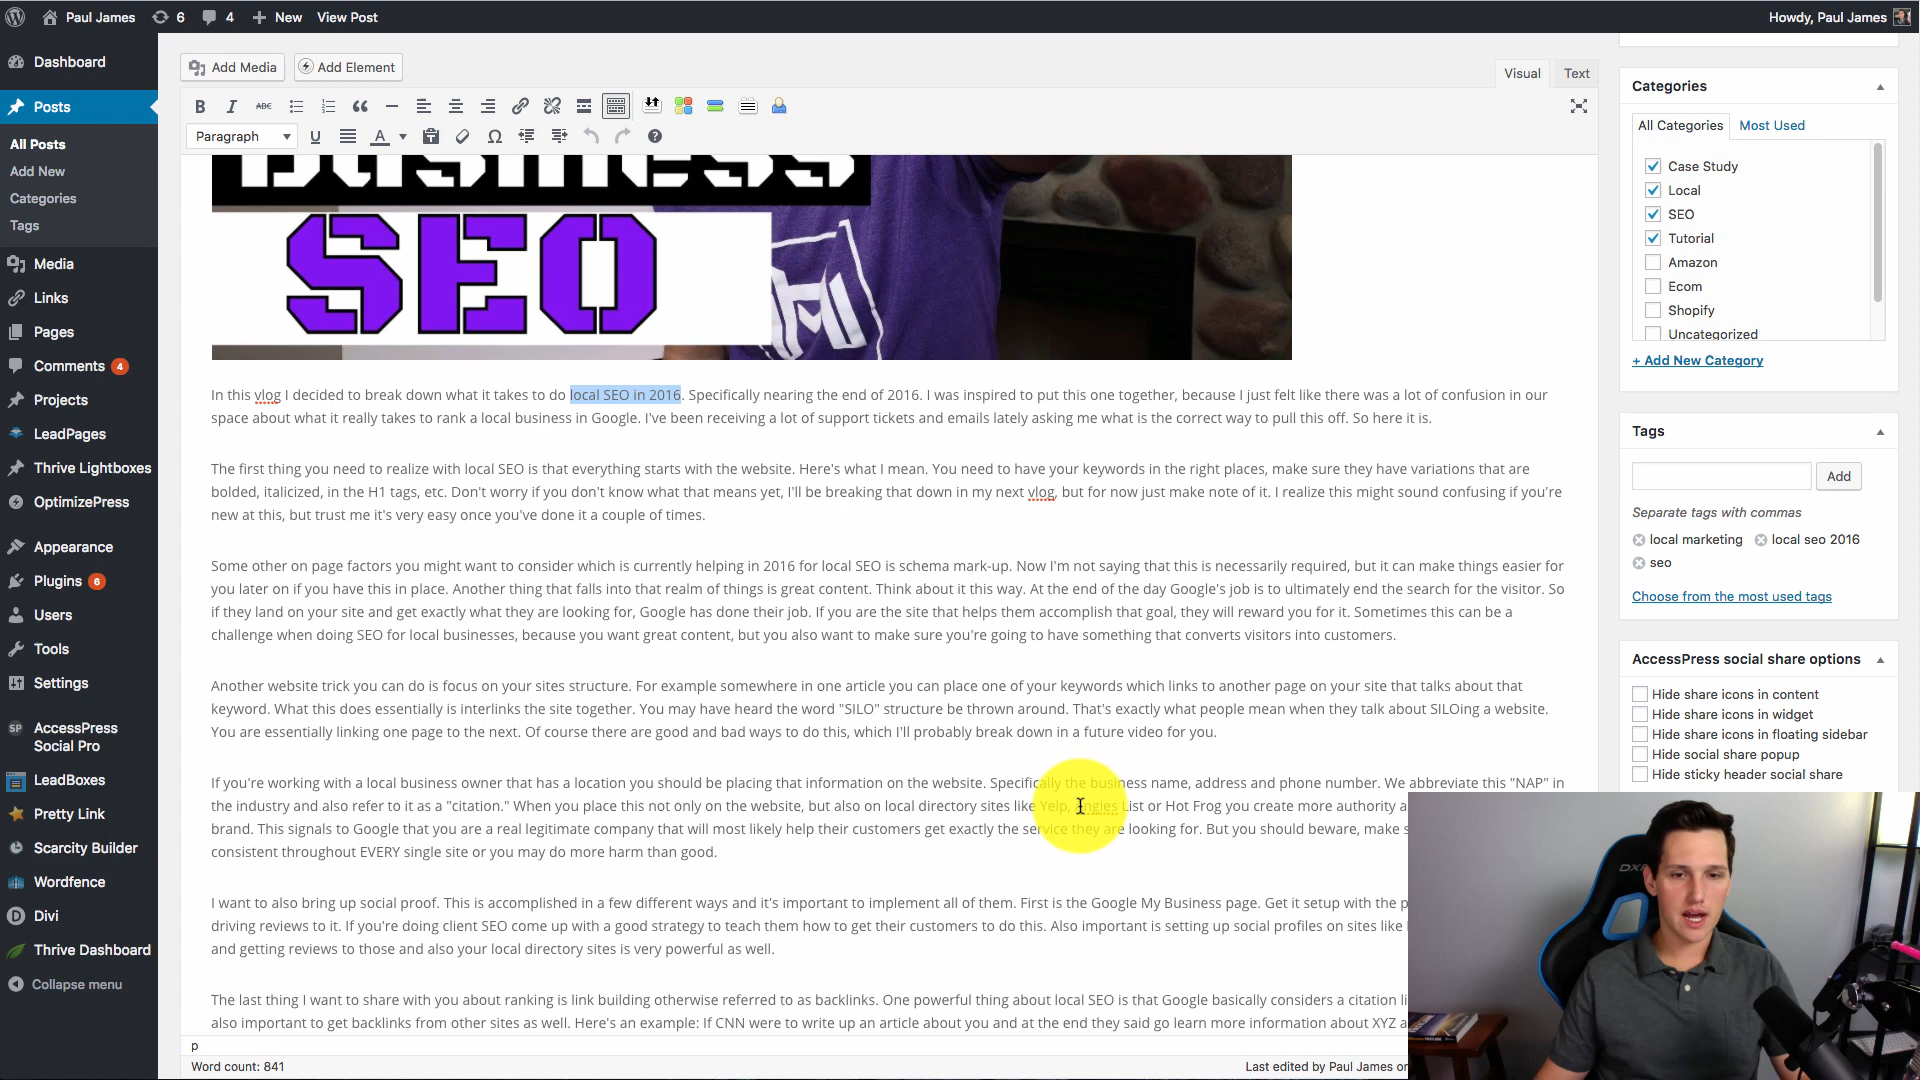 Paul James
6
4
New
View Post
Howdy, Paul James
Dashboard
Posts
All Posts
Add New
Categories
Tags
Media
Links
Pages
Comments 4
Projects
LeadPages
Thrive Lightboxes
OptimizePress
Appearance
Plugins 6
Users
Tools
Settings
SP AccessPress
Social Pro
LeadBoxes
Pretty Link
Scarcity Builder
Wordfence
Divi
Thrive Dashboard
Collapse menu
Add Media
Add Element
Visual
Text
B I ABC
Paragraph
U A Ω
SEO
In this vlog I decided to break down what it takes to do local SEO in 2016. Specifically nearing the end of 2016. I was inspired to put this one together, because I just felt like there was a lot of confusion in our
space about what it really takes to rank a local business in Google. I've been receiving a lot of support tickets and emails lately asking me what is the correct way to pull this off. So here it is.
The first thing you need to realize with local SEO is that everything starts with the website. Here's what I mean. You need to have your keywords in the right places, make sure they have variations that are
bolded, italicized, in the H1 tags, etc. Don't worry if you don't know what that means yet, I'll be breaking that down in my next vlog, but for now just make note of it. I realize this might sound confusing if you're
new at this, but trust me it's very easy once you've done it a couple of times.
Some other on page factors you might want to consider which is currently helping in 2016 for local SEO is schema mark-up. Now I'm not saying that this is necessarily required, but it can make things easier for
you later on if you have this in place. Another thing that falls into that realm of things is great content. Think about it this way. At the end of the day Google's job is to ultimately end the search for the visitor. So
if they land on your site and get exactly what they are looking for, Google has done their job. If you are the site that helps them accomplish that goal, they will reward you for it. Sometimes this can be a
challenge when doing SEO for local businesses, because you want great content, but you also want to make sure you're going to have something that converts visitors into customers.
Another website trick you can do is focus on your sites structure. For example somewhere in one article you can place one of your keywords which links to another page on your site that talks about that
keyword. What this does essentially is interlinks the site together. You may have heard the word "SILO" structure be thrown around. That's exactly what people mean when they talk about SILOing a website.
You are essentially linking one page to the next. Of course there are good and bad ways to do this, which I'll probably break down in a future video for you.
If you're working with a local business owner that has a location you should be placing that information on the website. Specifically the business name, address and phone number. We abbreviate this "NAP" in
the industry and also refer to it as a "citation." When you place this not only on the website, but also on local directory sites like Yelp, Angies List or Hot Frog you create more authority a
brand. This signals to Google that you are a real legitimate company that will most likely help their customers get exactly the service they are looking for. But you should beware, make s
consistent throughout EVERY single site or you may do more harm than good.
I want to also bring up social proof. This is accomplished in a few different ways and it's important to implement all of them. First is the Google My Business page. Get it setup with the p
driving reviews to it. If you're doing client SEO come up with a good strategy to teach them how to get their customers to do this. Also important is setting up social profiles on sites like
and getting reviews to those and also your local directory sites is very powerful as well.
The last thing I want to share with you about ranking is link building otherwise referred to as backlinks. One powerful thing about local SEO is that Google basically considers a citation li
also important to get backlinks from other sites as well. Here's an example: If CNN were to write up an article about you and at the end they said go learn more information about XYZ a
p
Word count: 841
Last edited by Paul James on
Categories
All Categories
Most Used
Case Study
Local
SEO
Tutorial
Amazon
Ecom
Shopify
Uncategorized
+ Add New Category
Tags
Add
Separate tags with commas
local marketing
local seo 2016
seo
Choose from the most used tags
AccessPress social share options
Hide share icons in content
Hide share icons in widget
Hide share icons in floating sidebar
Hide social share popup
Hide sticky header social share